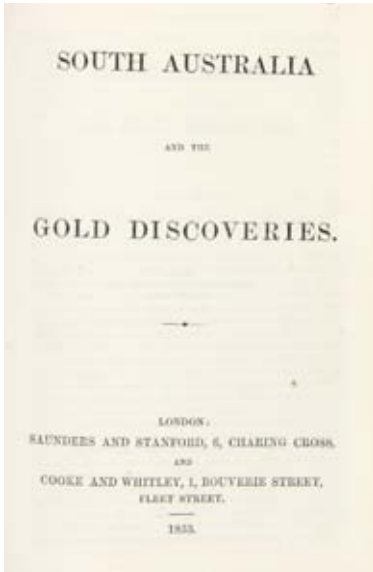 SOUTH AUSTRALIA
AND THE
GOLD DISCOVERIES.
LONDON:
SAUNDERS AND STANFORD, 6, CHARING CROSS,
AND
COOKE AND WHITLEY, 1, BOUVERIE STREET,
FLEET STREET.
1853.